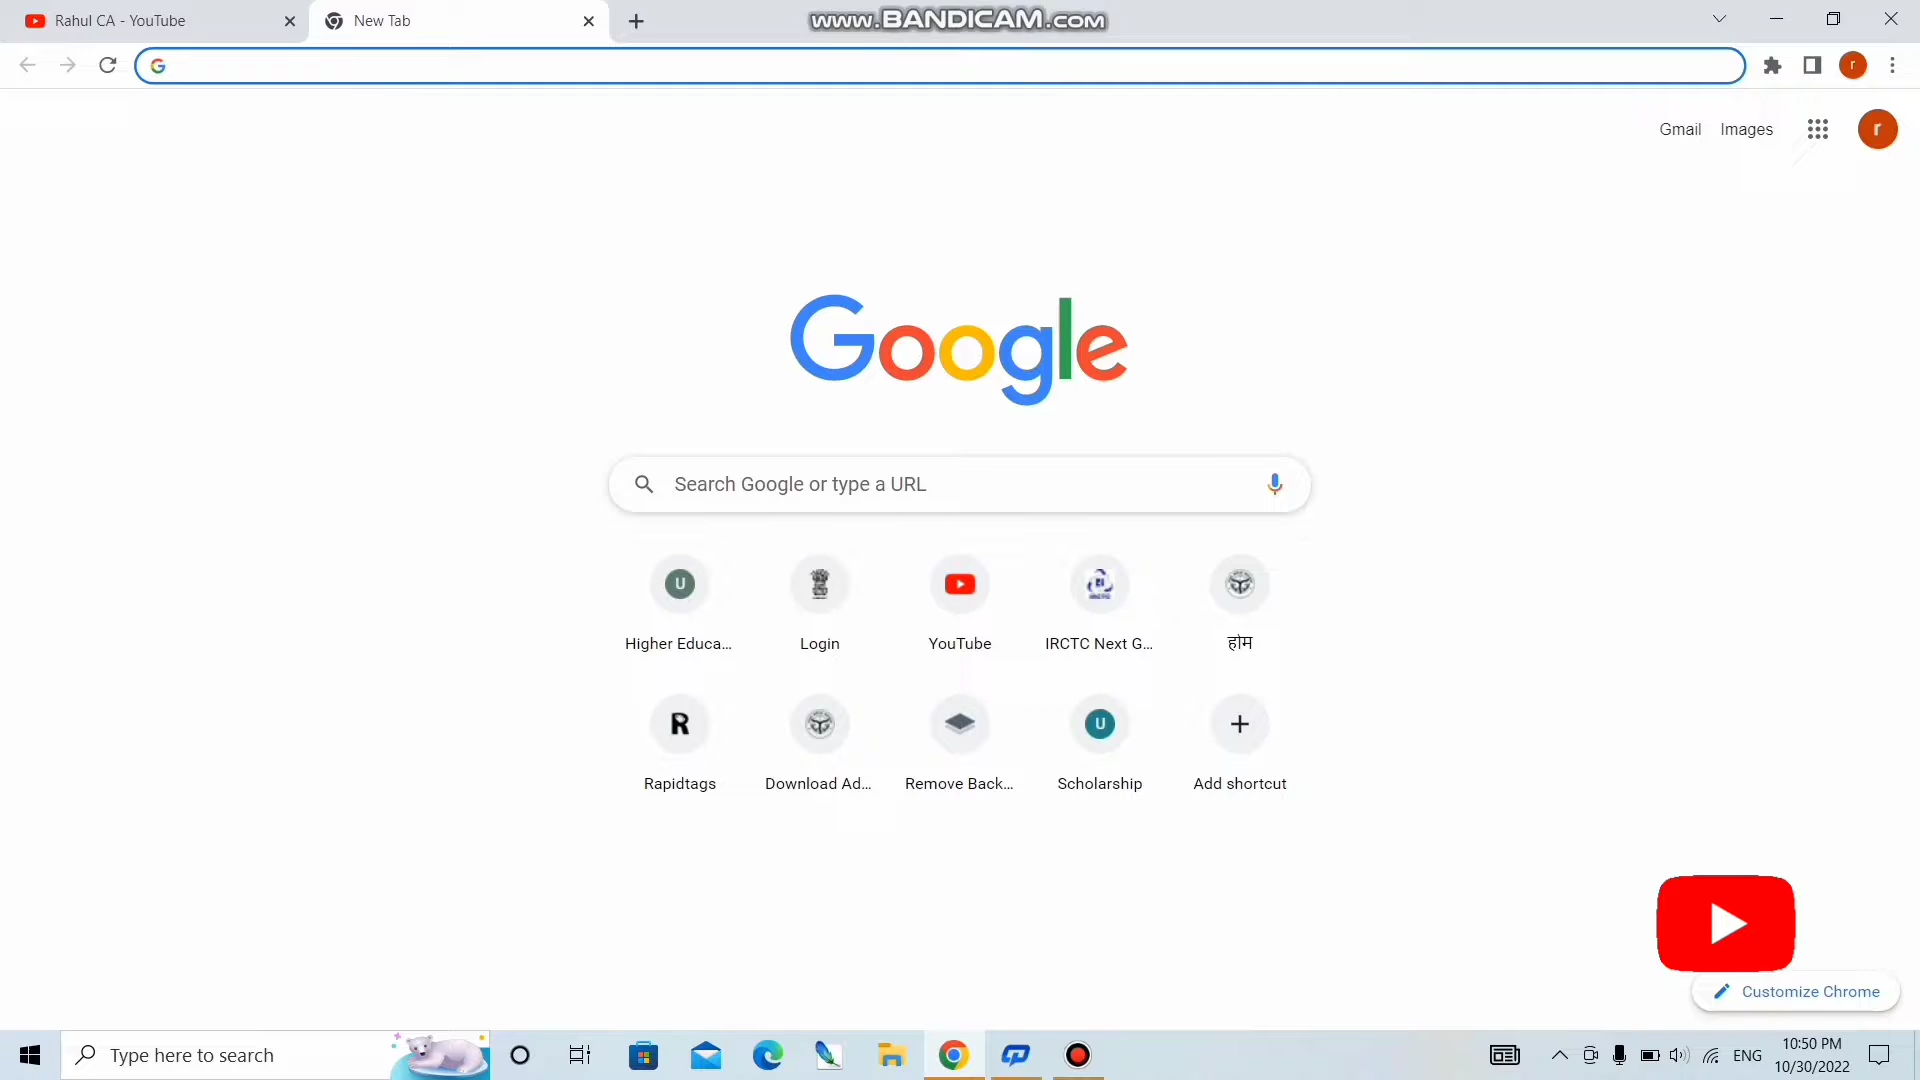 Rahul CA - YouTube
New Tab
www.BANDICAM.com
r
Gmail
Images
r
Google
Search Google or type a URL
U
Higher Educa...
Login
YouTube
IRCTC Next G...
होम
R
Rapidtags
Download Ad...
Remove Back...
U
Scholarship
Add shortcut
Customize Chrome
Type here to search
ENG
10:50 PM
10/30/2022